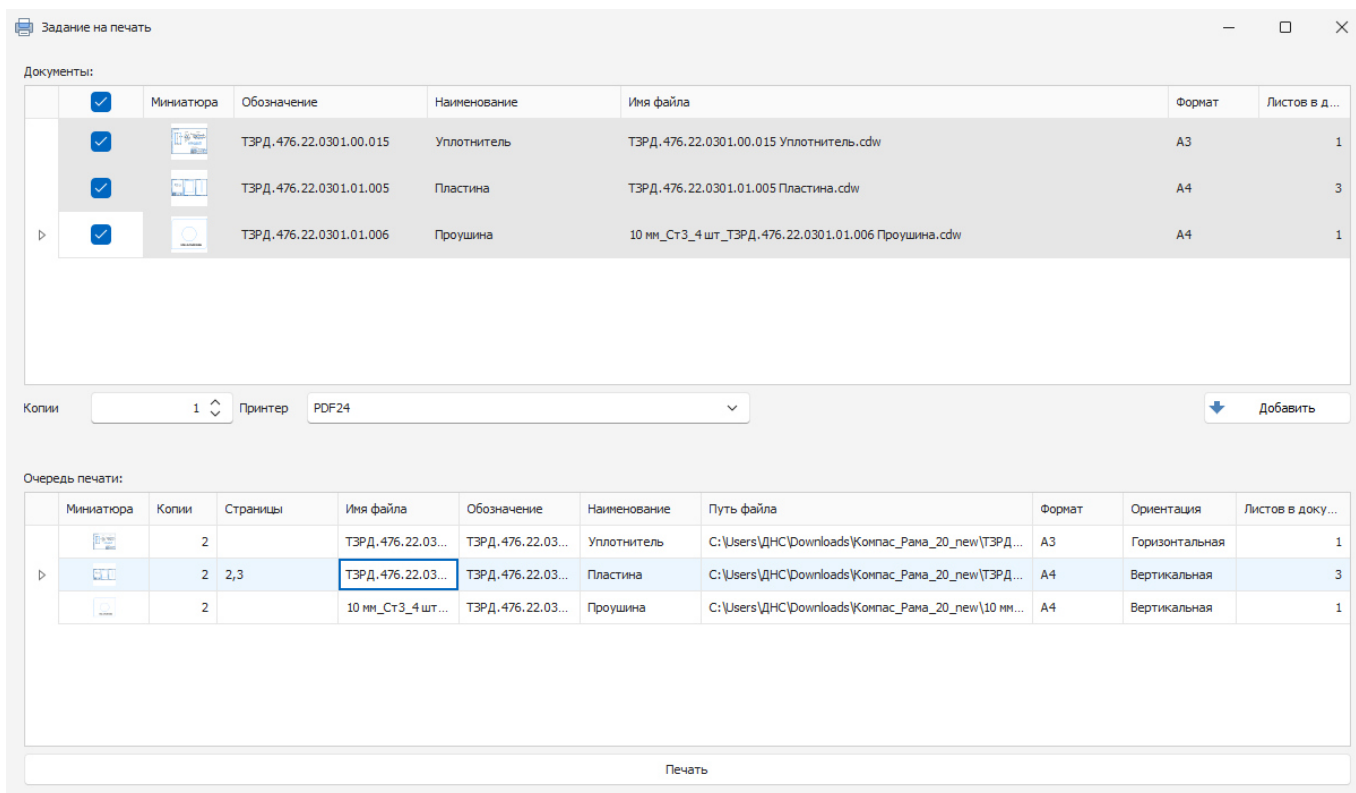 Задание на печать
Документы:
Миниатюра Обозначение Наименование Имя файла Формат Листов в д...
ТЗРД.476.22.0301.00.015 Уплотнитель ТЗРД.476.22.0301.00.015 Уплотнитель.cdw А3 1
ТЗРД.476.22.0301.01.005 Пластина ТЗРД.476.22.0301.01.005 Пластина.cdw А4 3
ТЗРД.476.22.0301.01.006 Проушина 10 мм_Ст3_4 шт_ТЗРД.476.22.0301.01.006 Проушина.cdw А4 1
Копии 1 Принтер PDF24 Добавить
Очередь печати:
Миниатюра Копии Страницы Имя файла Обозначение Наименование Путь файла Формат Ориентация Листов в доку...
2 ТЗРД.476.22.03... ТЗРД.476.22.03... Уплотнитель C:\Users\ДНС\Downloads\Компас_Рама_20_new\ТЗРД... А3 Горизонтальная 1
2 2,3 ТЗРД.476.22.03... ТЗРД.476.22.03... Пластина C:\Users\ДНС\Downloads\Компас_Рама_20_new\ТЗРД... А4 Вертикальная 3
2 10 мм_Ст3_4 шт... ТЗРД.476.22.03... Проушина C:\Users\ДНС\Downloads\Компас_Рама_20_new\10 мм... А4 Вертикальная 1
Печать